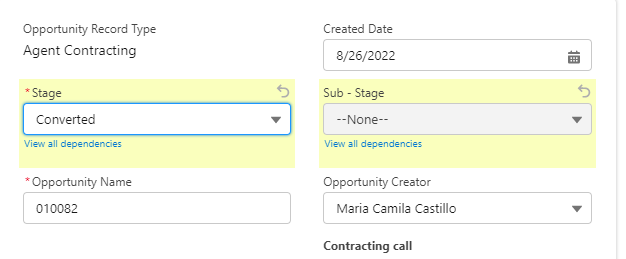 Opportunity Record Type
Agent Contracting
Created Date
8/26/2022
*Stage
Converted
View all dependencies
Sub - Stage
--None--
View all dependencies
*Opportunity Name
010082
Opportunity Creator
Maria Camila Castillo
Contracting call